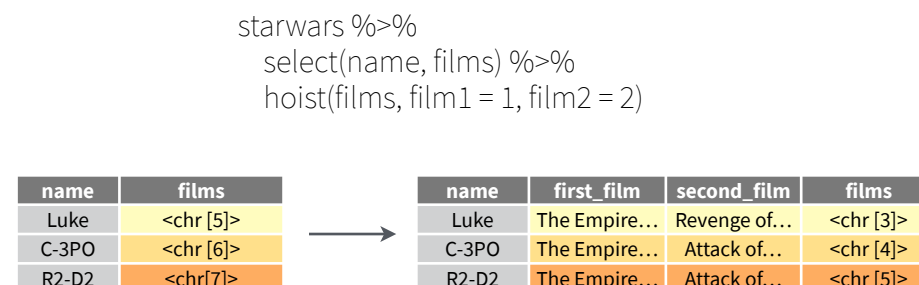 starwars %>%
select(name, films) %>%
hoist(films, film1 = 1, film2 = 2)
name films name first_film second_film films
Luke <chr [5]> Luke The Empire… Revenge of… <chr [3]>
C-3PO <chr [6]> C-3PO The Empire… Attack of… <chr [4]>
R2-D2 <chr[7]> R2-D2 The Empire… Attack of… <chr [5]>